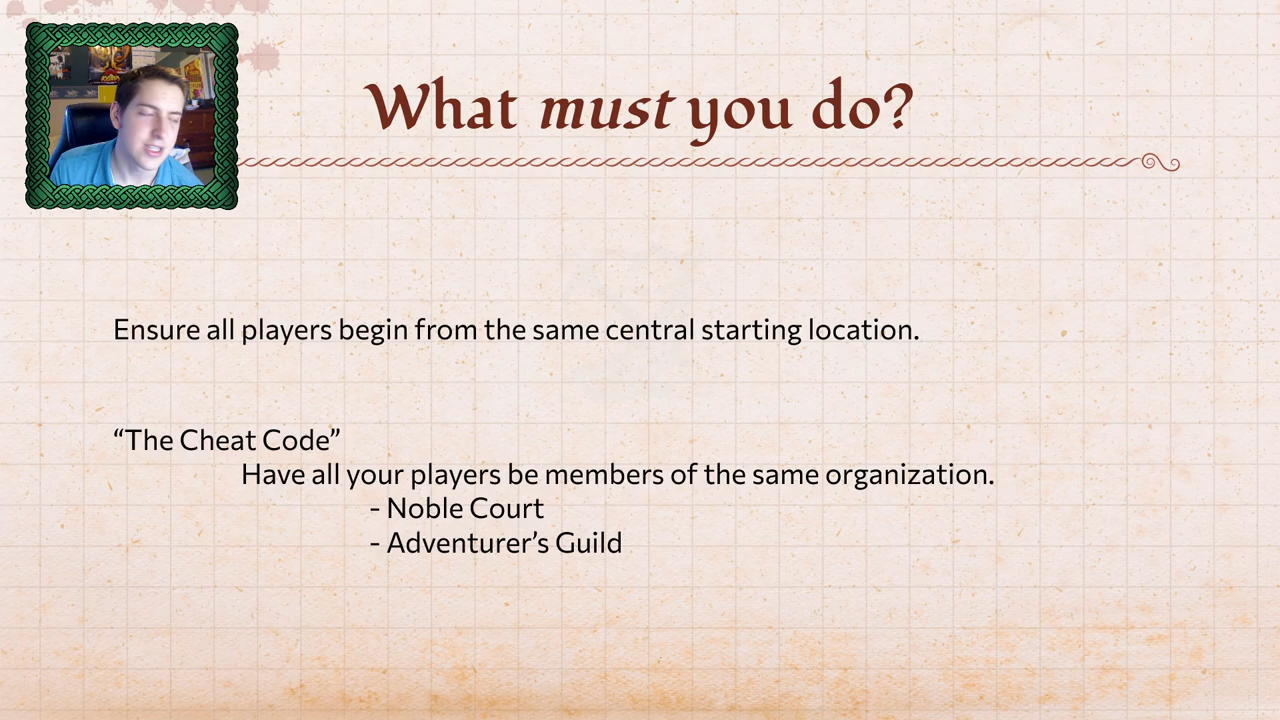 What must you do?
Ensure all players begin from the same central starting location.
“The Cheat Code”
Have all your players be members of the same organization.
- Noble Court
- Adventurer’s Guild